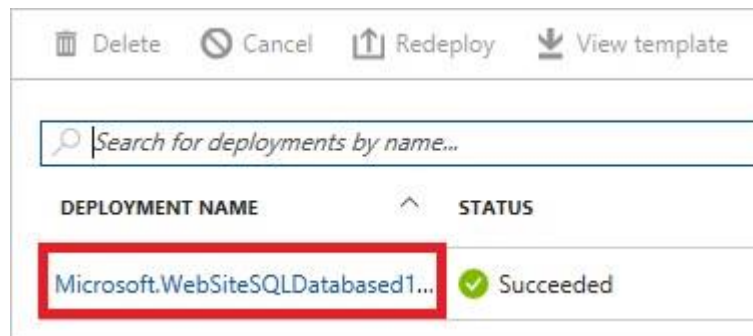 Delete Cancel Redeploy View template
Search for deployments by name...
DEPLOYMENT NAME STATUS
Microsoft.WebSiteSQLDatabased1... Succeeded